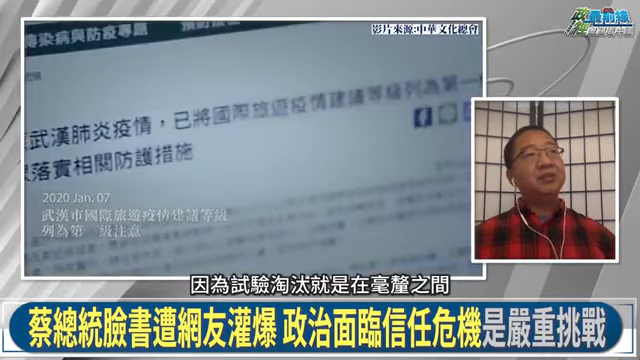 影片來源:中華文化總會
傳染病與防疫專題
武漢肺炎疫情,已將國際旅遊疫情建議等級列為第一
落實相關防護措施
2020 Jan. 07
武漢市國際旅遊疫情建議等級
列為第一級注意
因為試驗淘汰就是在毫釐之間
蔡總統臉書遭網友灌爆 政治面臨信任危機是嚴重挑戰